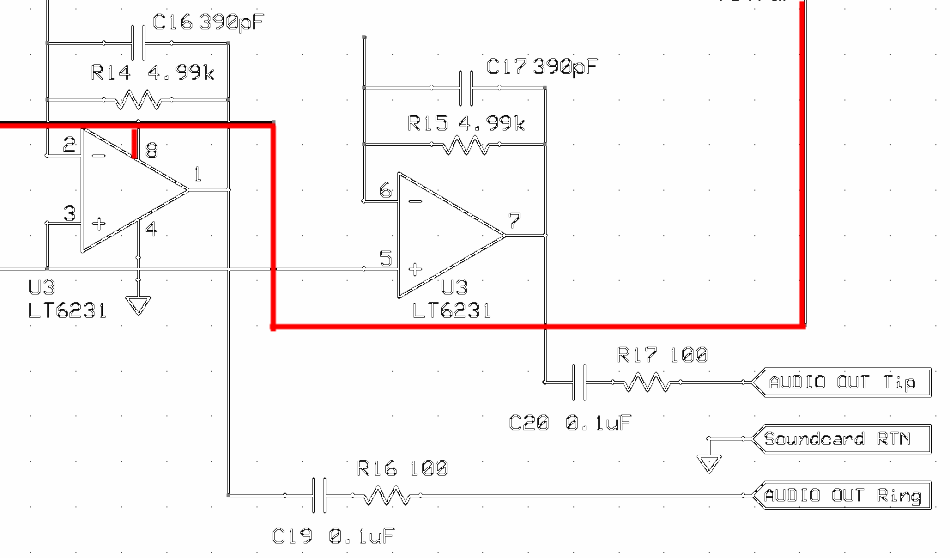 C16 390pF
R14 4.99k
C17 390pF
R15 4.99k
2
8
1
3
4
6
7
5
U3
LT6231
U3
LT6231
R17 100
AUDIO OUT Tip
C20 0.1uF
Soundcard RTN
R16 100
AUDIO OUT Ring
C19 0.1uF